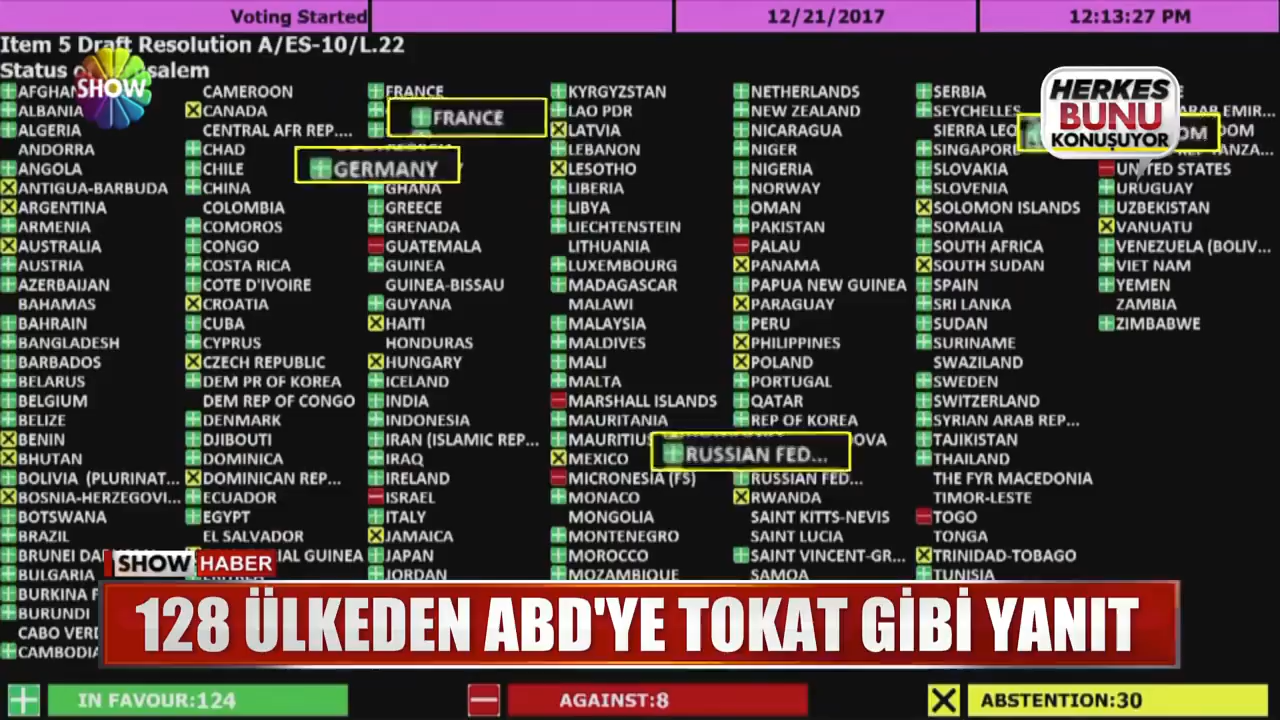 Voting Started 12/21/2017 12:13:27 PM
Item 5 Draft Resolution A/ES-10/L.22
Status
SHOW
HERKES
BUNU
KONUŞUYOR
ALBANIA
ALGERIA
ANDORRA
ANGOLA
ANTIGUA-BARBUDA
ARGENTINA
ARMENIA
AUSTRALIA
AUSTRIA
AZERBAIJAN
BAHAMAS
BAHRAIN
BANGLADESH
BARBADOS
BELARUS
BELGIUM
BELIZE
BENIN
BHUTAN
BOLIVIA (PLURINAT...
BOSNIA-HERZEGOVI...
BOTSWANA
BRAZIL
BRUNEI
BULGARIA
BURKINA
BURUNDI
CABO
CAMBODIA
CAMEROON
CANADA
CENTRAL AFR REP....
CHAD
CHILE
CHINA
COLOMBIA
COMOROS
CONGO
COSTA RICA
COTE D'IVOIRE
CROATIA
CUBA
CYPRUS
CZECH REPUBLIC
DEM PR OF KOREA
DEM REP OF CONGO
DENMARK
DJIBOUTI
DOMINICA
DOMINICAN REP...
ECUADOR
EGYPT
EL SALVADOR
GUINEA
FRANCE
FRANCE
GERMANY
GHANA
GREECE
GRENADA
GUATEMALA
GUINEA
GUINEA-BISSAU
GUYANA
HAITI
HONDURAS
HUNGARY
ICELAND
INDIA
INDONESIA
IRAN (ISLAMIC REP...
IRAQ
IRELAND
ISRAEL
ITALY
JAMAICA
JAPAN
JORDAN
KYRGYZSTAN
LAO PDR
LATVIA
LEBANON
LESOTHO
LIBERIA
LIBYA
LIECHTENSTEIN
LITHUANIA
LUXEMBOURG
MADAGASCAR
MALAWI
MALAYSIA
MALDIVES
MALI
MALTA
MARSHALL ISLANDS
MAURITANIA
MAURITIUS
MEXICO
MICRONESIA (FS)
MONACO
MONGOLIA
MONTENEGRO
MOROCCO
MOZAMBIQUE
NETHERLANDS
NEW ZEALAND
NICARAGUA
NIGER
NIGERIA
NORWAY
OMAN
PAKISTAN
PALAU
PANAMA
PAPUA NEW GUINEA
PARAGUAY
PERU
PHILIPPINES
POLAND
PORTUGAL
QATAR
REP OF KOREA
RUSSIAN FED...
RUSSIAN FED...
RWANDA
SAINT KITTS-NEVIS
SAINT LUCIA
SAINT VINCENT-GR...
SAMOA
SERBIA
SEYCHELLES
SIERRA
SINGAPORE
SLOVAKIA
SLOVENIA
SOLOMON ISLANDS
SOMALIA
SOUTH AFRICA
SOUTH SUDAN
SPAIN
SRI LANKA
SUDAN
SURINAME
SWAZILAND
SWEDEN
SWITZERLAND
SYRIAN ARAB REP...
TAJIKISTAN
THAILAND
THE FYR MACEDONIA
TIMOR-LESTE
TOGO
TONGA
TRINIDAD-TOBAGO
TUNISIA
UNITED STATES
URUGUAY
UZBEKISTAN
VANUATU
VENEZUELA (BOLIV...
VIET NAM
YEMEN
ZAMBIA
ZIMBABWE
SHOW HABER
128 ÜLKEDEN ABD'YE TOKAT GİBİ YANIT
IN FAVOUR:124 AGAINST:8 ABSTENTION:30